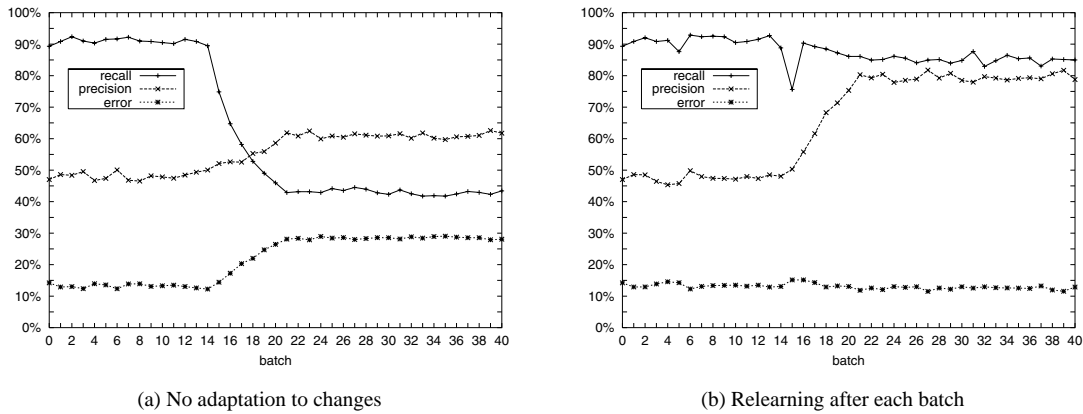 100%
90%
80%
70%
60%
50%
40%
30%
20%
10%
0%
recall
precision
error
0 2 4 6 8 10 12 14 16 18 20 22 24 26 28 30 32 34 36 38 40
batch
(a) No adaptation to changes
100%
90%
80%
70%
60%
50%
40%
30%
20%
10%
0%
recall
precision
error
0 2 4 6 8 10 12 14 16 18 20 22 24 26 28 30 32 34 36 38 40
batch
(b) Relearning after each batch